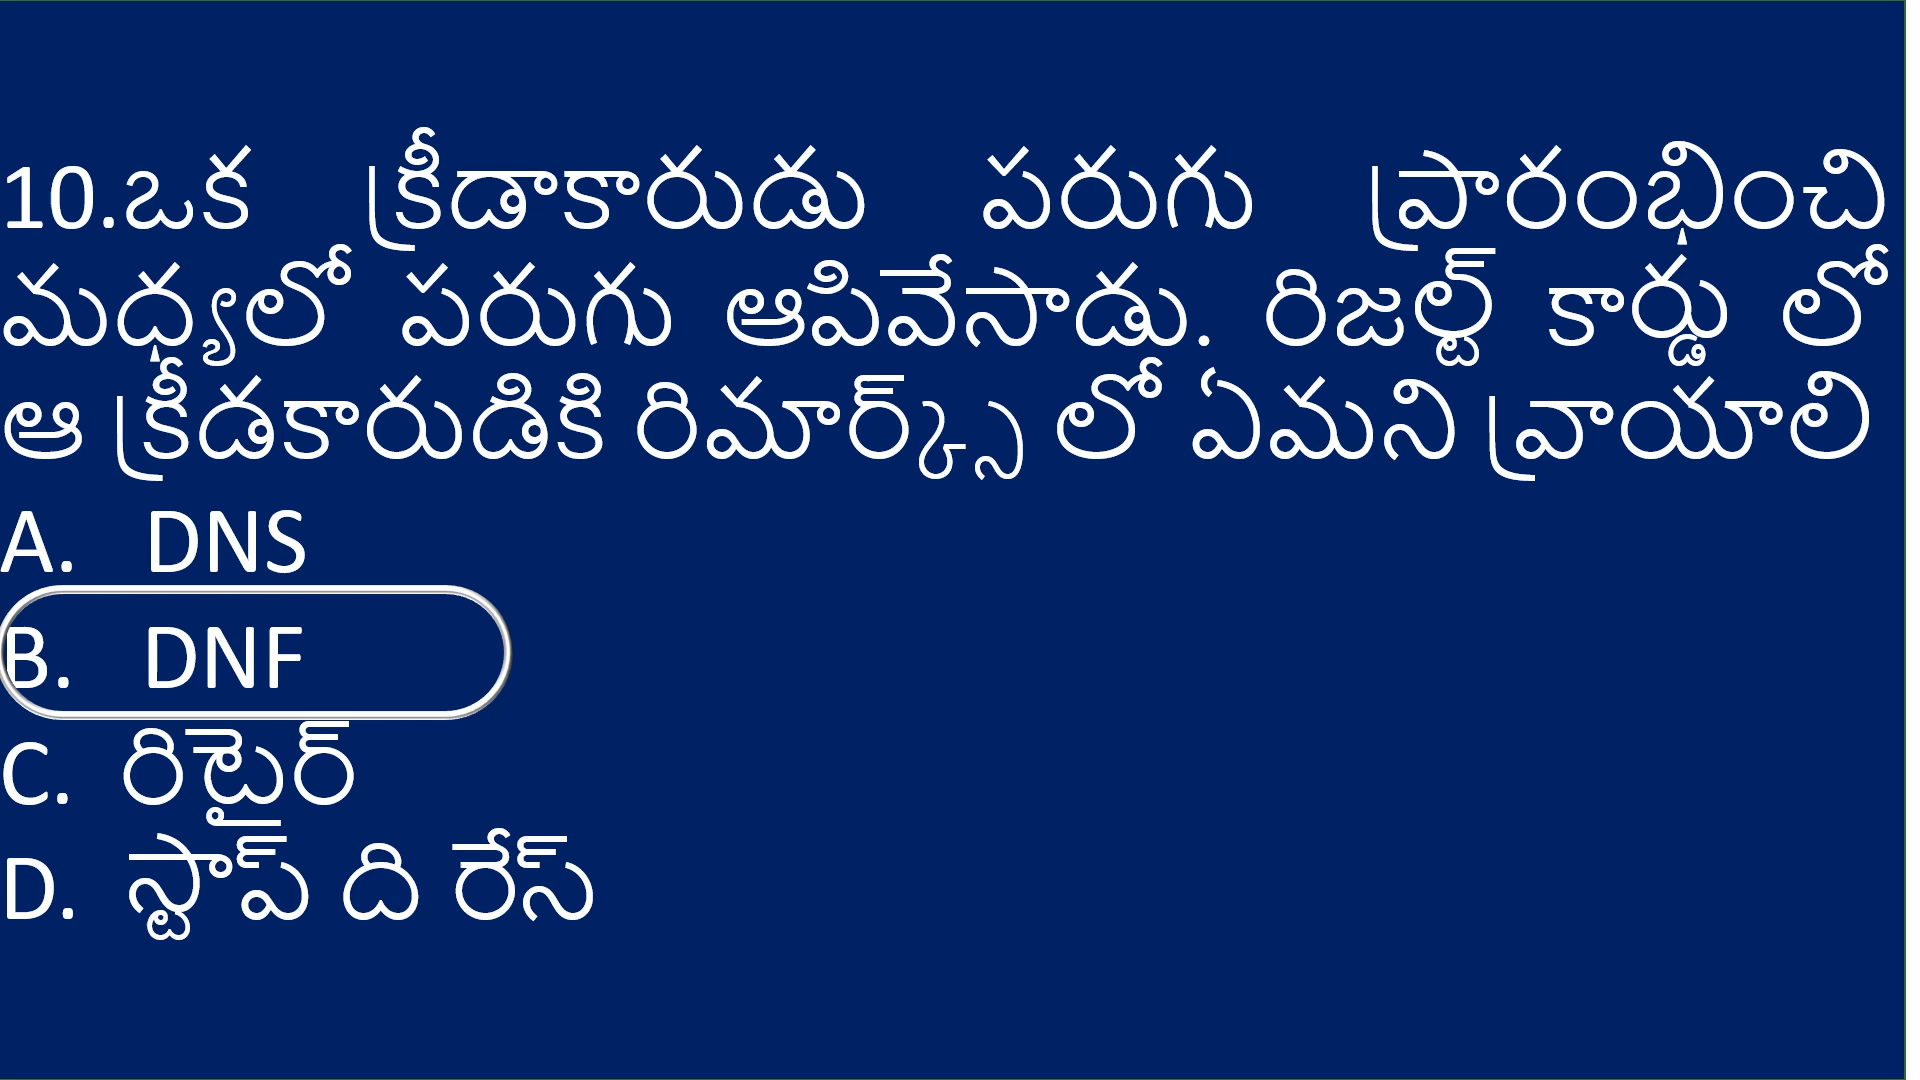 10.ఒక క్రీడాకారుడు పరుగు ప్రారంభించి
మధ్యలో పరుగు ఆపివేసాడు. రిజల్ట్ కార్డు లో
ఆ క్రీడకారుడికి రిమార్క్స్ లో ఏమని వ్రాయాలి
A. DNS
B. DNF
C. రిటైర్
D. స్టాప్ ది రేస్